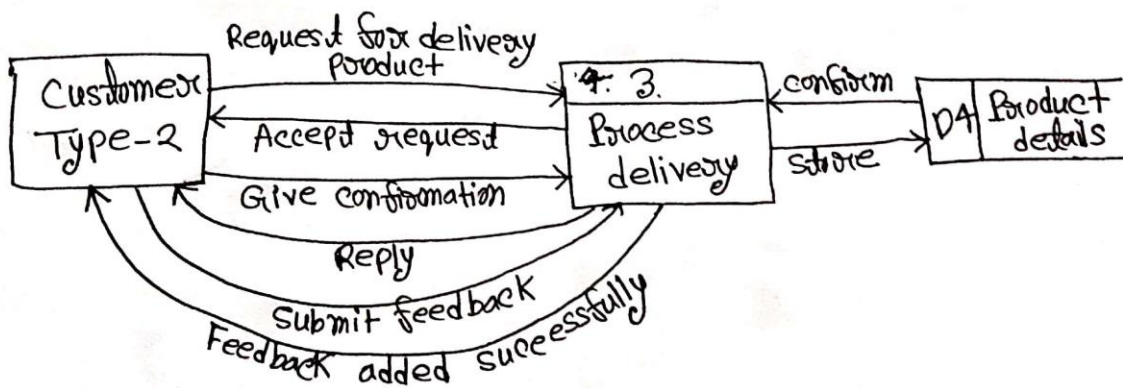 Request for delivery
product
Customer
Type-2
Accept request
Give confirmation
Reply
Submit feedback
Feedback added successfully
3.
Process
delivery
confirm
store
D4
Product
details